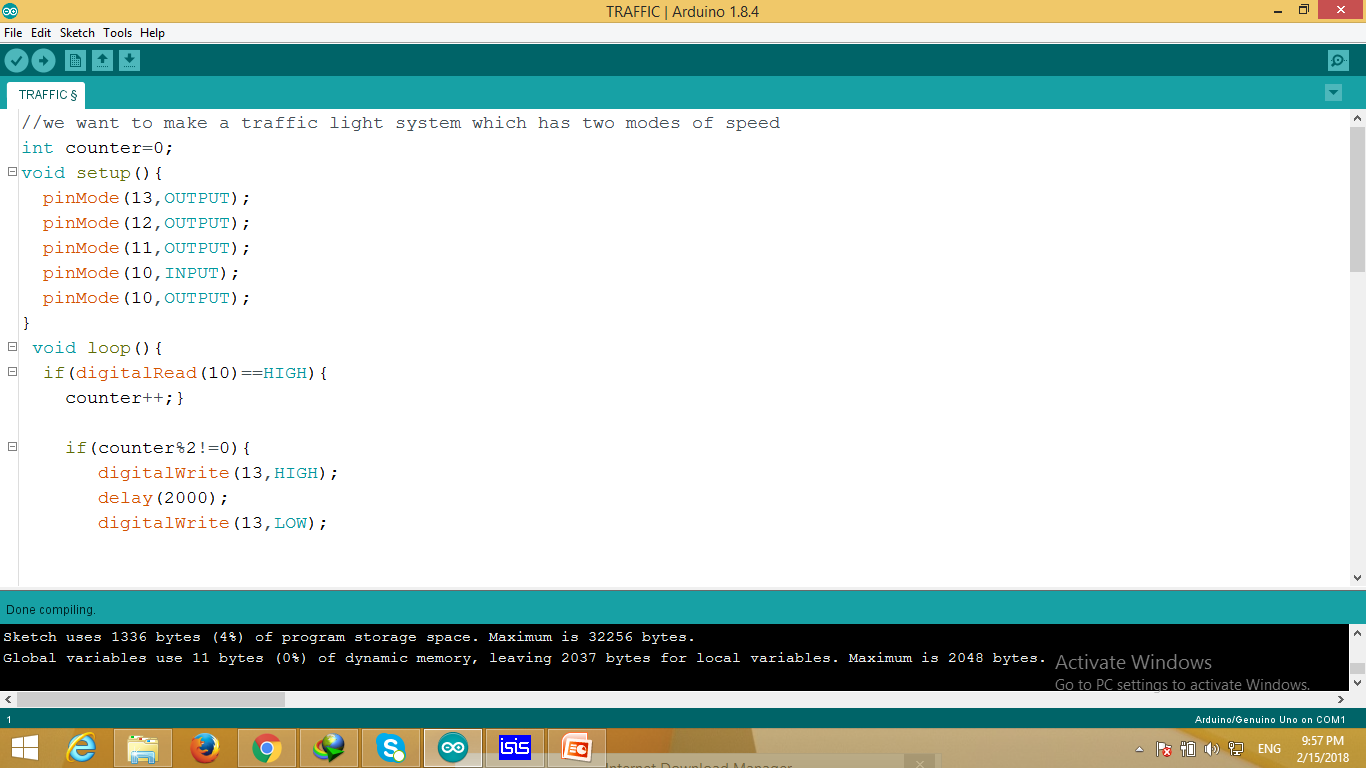 TRAFFIC | Arduino 1.8.4
File Edit Sketch Tools Help
TRAFFIC §
//we want to make a traffic light system which has two modes of speed
int counter=0;
void setup(){
pinMode(13,OUTPUT);
pinMode(12,OUTPUT);
pinMode(11,OUTPUT);
pinMode(10,INPUT);
pinMode(10,OUTPUT);
}
void loop(){
if(digitalRead(10)==HIGH){
counter++;}
if(counter%2!=0){
digitalWrite(13,HIGH);
delay(2000);
digitalWrite(13,LOW);
Done compiling.
Sketch uses 1336 bytes (4%) of program storage space. Maximum is 32256 bytes.
Global variables use 11 bytes (0%) of dynamic memory, leaving 2037 bytes for local variables. Maximum is 2048 bytes.
Activate Windows
Go to PC settings to activate Windows.
1 Arduino/Genuino Uno on COM1
isis
ENG
9:57 PM
2/15/2018
Internet Download Manager